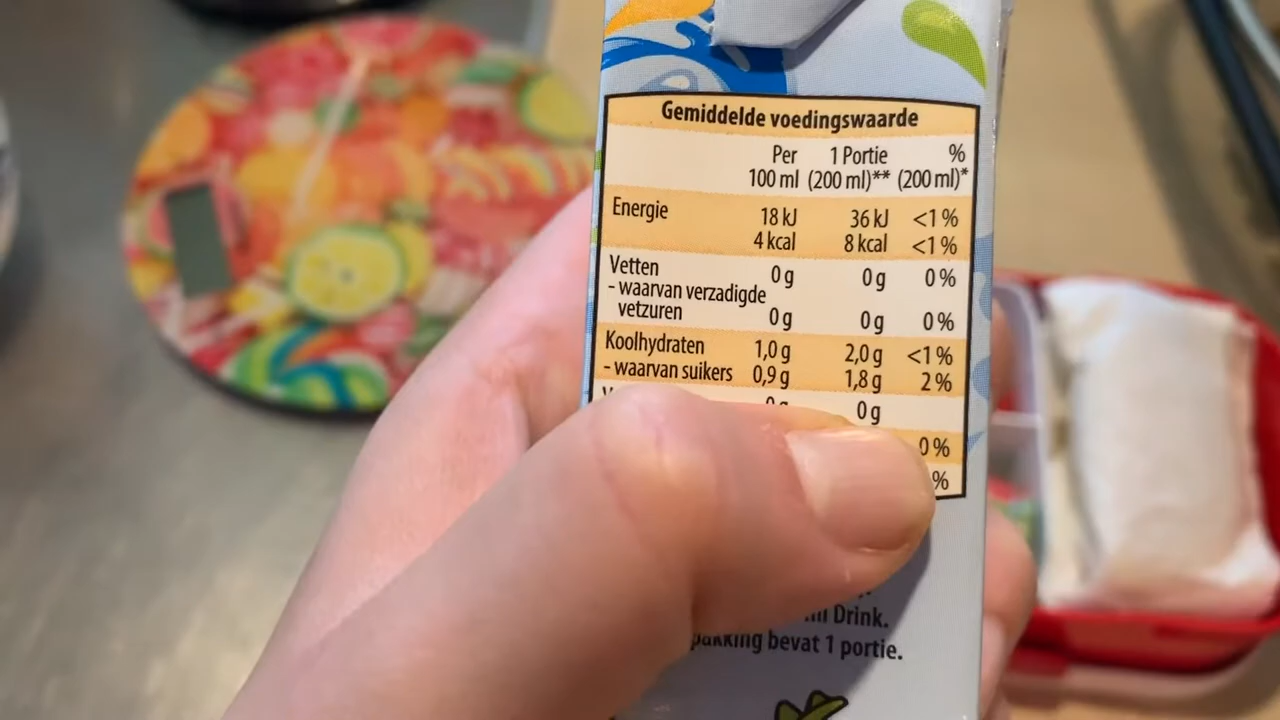 Gemiddelde voedingswaarde
Per 1 Portie %
100 ml (200 ml)** (200 ml)*
Energie 18 kJ 36 kJ <1 %
4 kcal 8 kcal <1 %
Vetten 0 g 0 g 0 %
- waarvan verzadigde
vetzuren 0 g 0 g 0 %
Koolhydraten 1,0 g 2,0 g <1 %
- waarvan suikers 0,9 g 1,8 g 2 %
0 g 0 g
0 %
%
Drink.
bevat 1 portie.